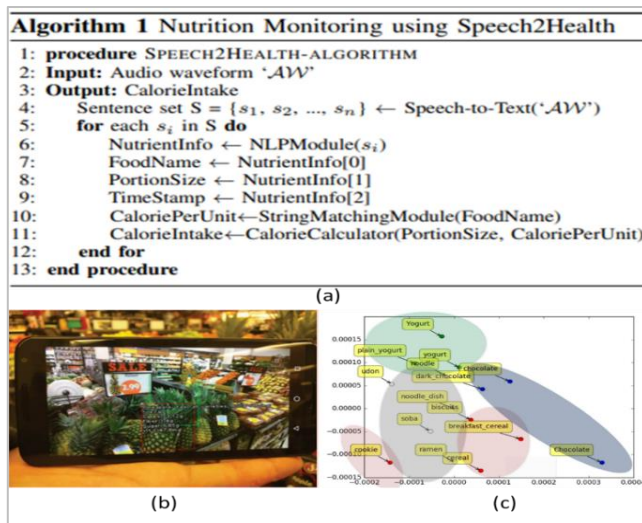 Algorithm 1 Nutrition Monitoring using Speech2Health
1: procedure SPEECH2HEALTH-ALGORITHM
2: Input: Audio waveform ‘AW’
3: Output: CalorieIntake
4: Sentence set S = {s1, s2, ..., sn} ← Speech-to-Text(‘AW’)
5: for each si in S do
6: NutrientInfo ← NLPModule(si)
7: FoodName ← NutrientInfo[0]
8: PortionSize ← NutrientInfo[1]
9: TimeStamp ← NutrientInfo[2]
10: CaloriePerUnit←StringMatchingModule(FoodName)
11: CalorieIntake←CalorieCalculator(PortionSize, CaloriePerUnit)
12: end for
13: end procedure
(a)
SALE
2.99
(b)
0.00015
0.00010
0.00005
0.00000
-0.00005
-0.00010
-0.00015
Yogurt
plain_yogurt
yogurt
Noodle
chocolate
udon
dark_chocolate
noodle_dish
biscuits
soba
breakfast_cereal
cookie
ramen
cereal
Chocolate
-0.0002 -0.0001 0.0000 0.0001 0.0002 0.0003 0.0004
(c)